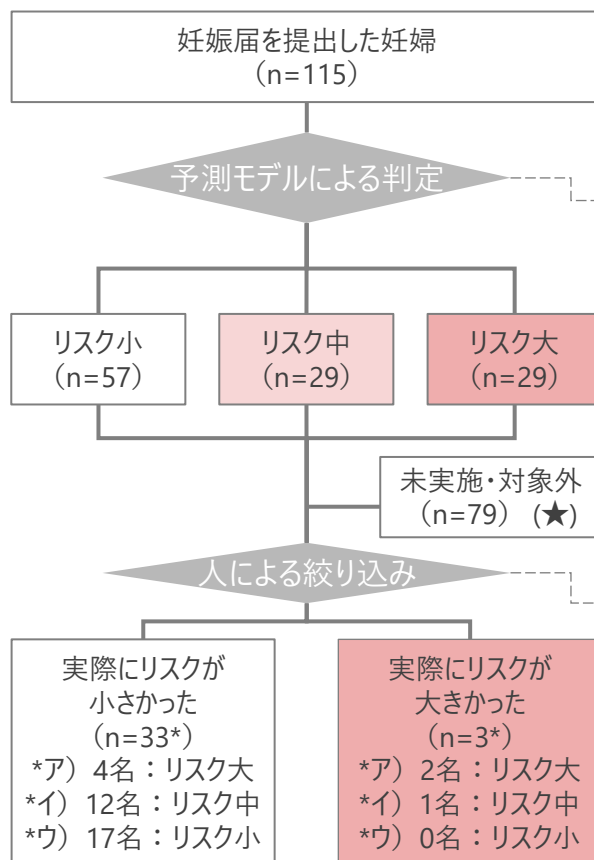 妊娠届を提出した妊婦
（n=115）
予測モデルによる判定
リスク小
（n=57）
リスク中
（n=29）
リスク大
（n=29）
未実施・対象外
（n=79） (★)
人による絞り込み
実際にリスクが
小さかった
（n=33*）
*ア） 4名：リスク大
*イ） 12名：リスク中
*ウ） 17名：リスク小
実際にリスクが
大きかった
（n=3*）
*ア） 2名：リスク大
*イ） 1名：リスク中
*ウ） 0名：リスク小